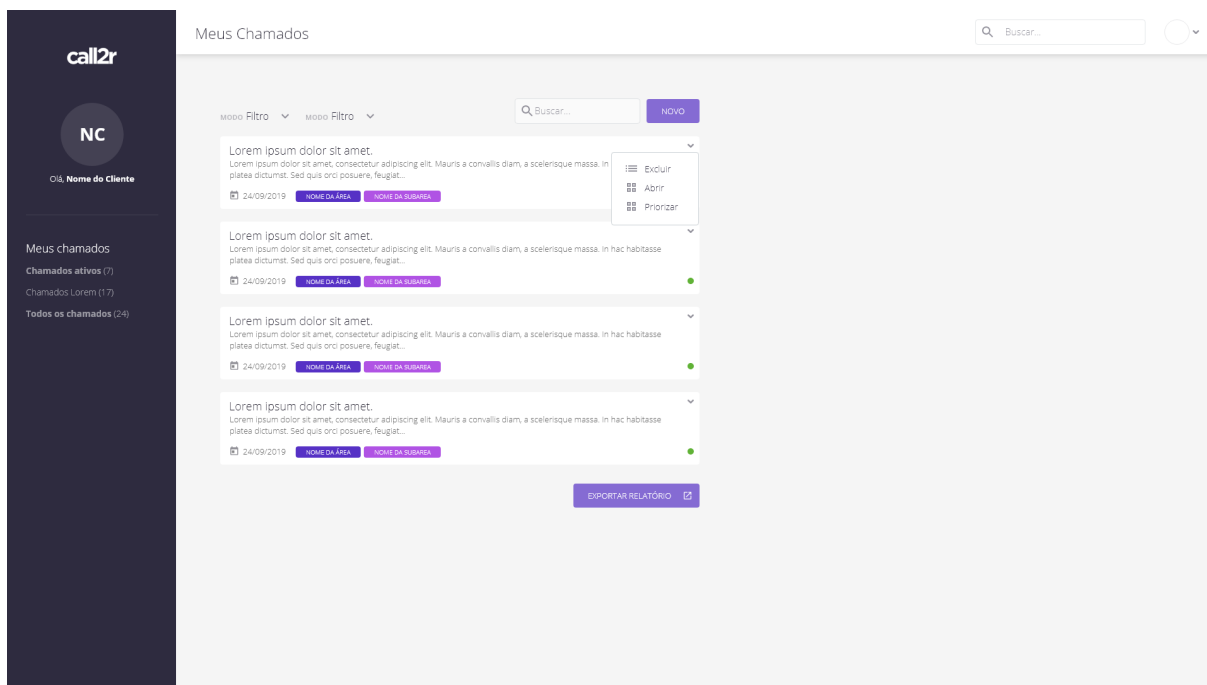 call2r
NC
Olá, Nome do Cliente
Meus chamados
Chamados ativos (7)
Chamados Lorem (17)
Todos os chamados (24)
Meus Chamados
Buscar...
MODO Filtro
MODO Filtro
Buscar...
NOVO
Lorem ipsum dolor sit amet.
Lorem ipsum dolor sit amet, consectetur adipiscing elit. Mauris a convallis diam, a scelerisque massa. In
platea dictumst. Sed quis orci posuere, feugiat...
24/09/2019 NOME DA ÁREA NOME DA SUBAREA
Excluir
Abrir
Priorizar
Lorem ipsum dolor sit amet.
Lorem ipsum dolor sit amet, consectetur adipiscing elit. Mauris a convallis diam, a scelerisque massa. In hac habitasse
platea dictumst. Sed quis orci posuere, feugiat...
24/09/2019 NOME DA ÁREA NOME DA SUBAREA
Lorem ipsum dolor sit amet.
Lorem ipsum dolor sit amet, consectetur adipiscing elit. Mauris a convallis diam, a scelerisque massa. In hac habitasse
platea dictumst. Sed quis orci posuere, feugiat...
24/09/2019 NOME DA ÁREA NOME DA SUBAREA
Lorem ipsum dolor sit amet.
Lorem ipsum dolor sit amet, consectetur adipiscing elit. Mauris a convallis diam, a scelerisque massa. In hac habitasse
platea dictumst. Sed quis orci posuere, feugiat...
24/09/2019 NOME DA ÁREA NOME DA SUBAREA
EXPORTAR RELATÓRIO